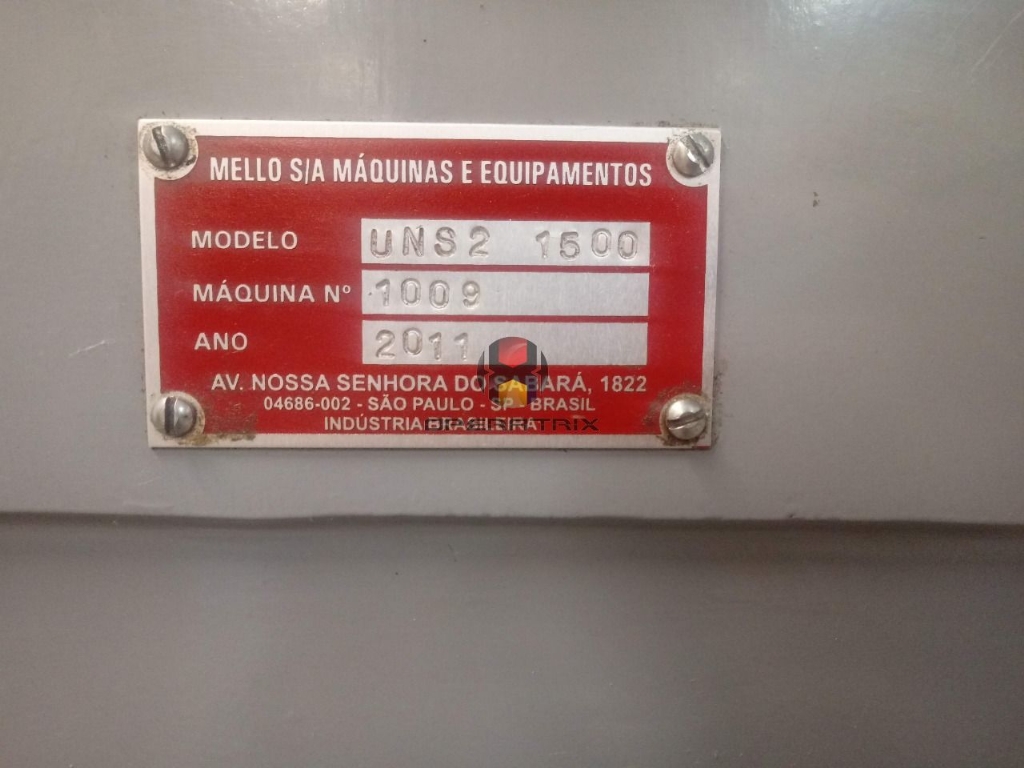 MELLO S/A MÁQUINAS E EQUIPAMENTOS
MODELO UNS2 1500
MÁQUINA Nº 1009
ANO 2011
AV. NOSSA SENHORA DO SABARÁ, 1822
04686-002 - SÃO PAULO - SP - BRASIL
INDÚSTRIA BRASILEIRA